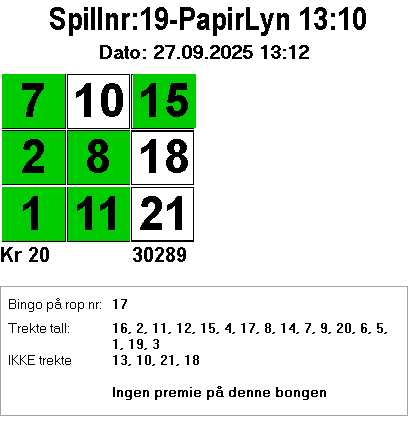 Spillnr:19-PapirLyn 13:10
Dato: 27.09.2025 13:12
7 10 15
2 8 18
1 11 21
Kr 20 30289
Bingo på rop nr: 17
Trekte tall: 16, 2, 11, 12, 15, 4, 17, 8, 14, 7, 9, 20, 6, 5,
1, 19, 3
IKKE trekte 13, 10, 21, 18
Ingen premie på denne bongen